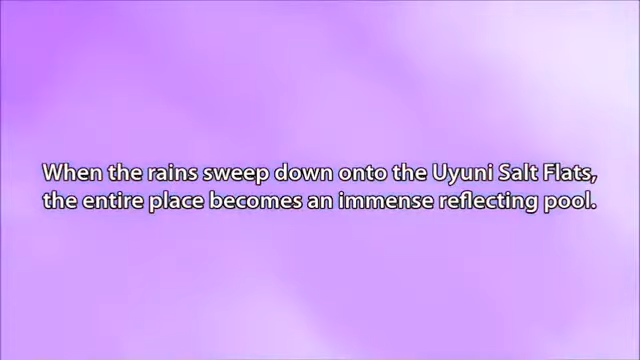 When the rains sweep down onto the Uyuni Salt Flats,
the entire place becomes an immense reflecting pool.